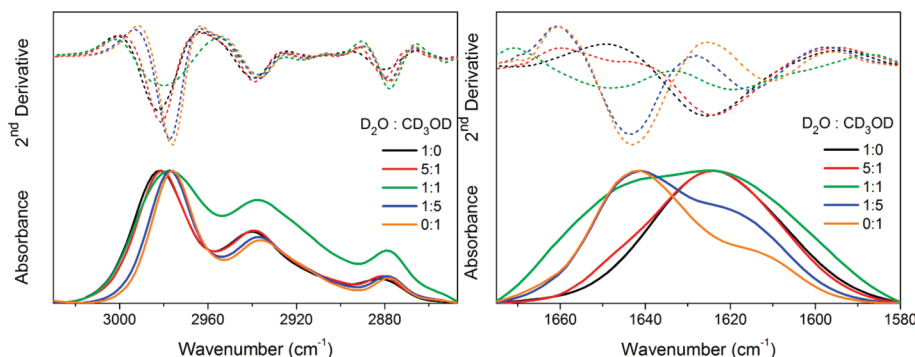 2nd Derivative
Absorbance
D2O : CD3OD
1:0
5:1
1:1
1:5
0:1
3000
2960
2920
2880
Wavenumber (cm-1)
2nd Derivative
Absorbance
D2O : CD3OD
1:0
5:1
1:1
1:5
0:1
1660
1640
1620
1600
1580
Wavenumber (cm-1)